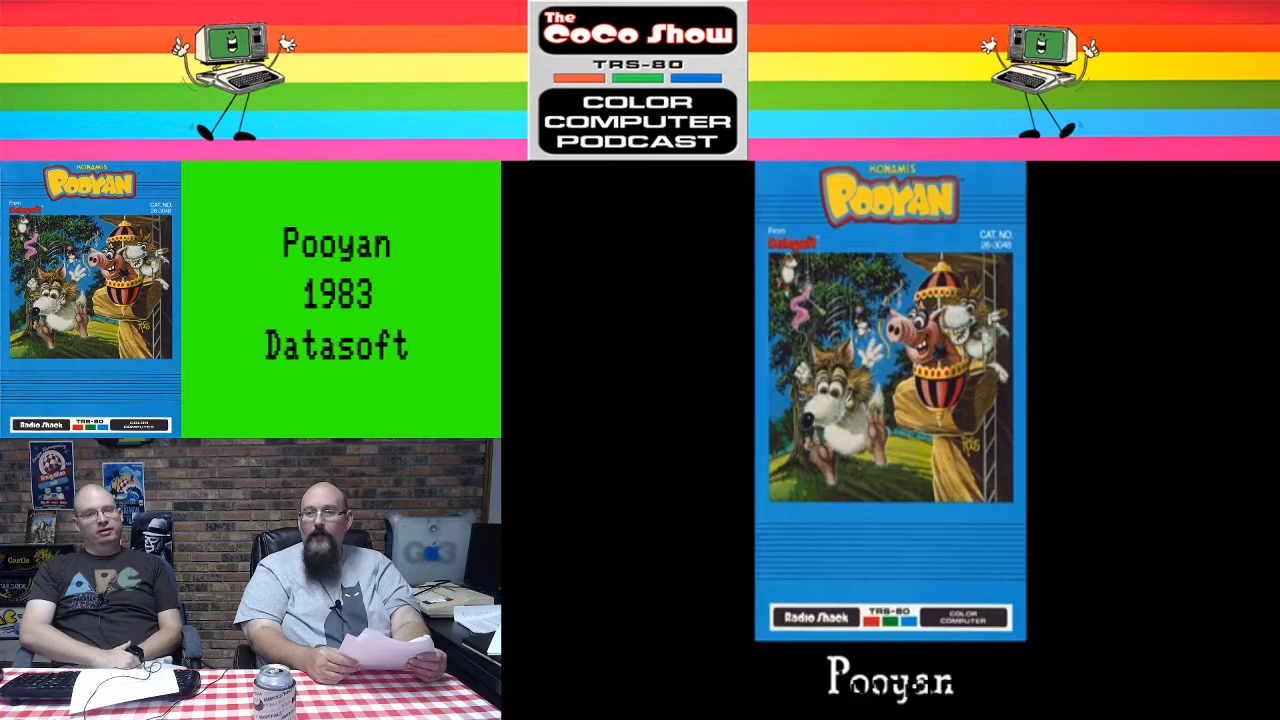 The
CoCo Show
TRS-80
COLOR
COMPUTER
PODCAST
KONAMI'S
POOYAN
From
Datasoft
CAT. NO.
26-3048
Radio Shack
TRS-80
COLOR
COMPUTER
Pooyan
1983
Datasoft
KONAMI'S
POOYAN
From
Datasoft
CAT. NO.
26-3048
Radio Shack
TRS-80
COLOR
COMPUTER
Pooyan
Castle
G3